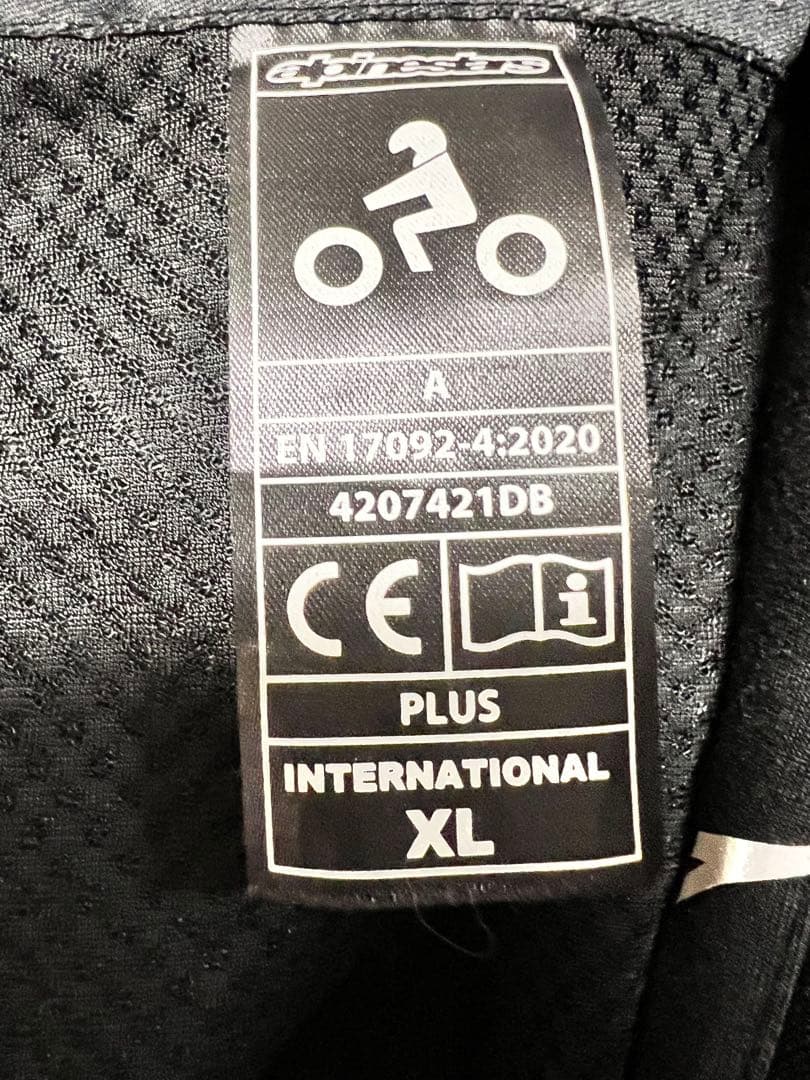 alpinestars
A
EN 17092-4:2020
4207421DB
CE
i
PLUS
INTERNATIONAL
XL